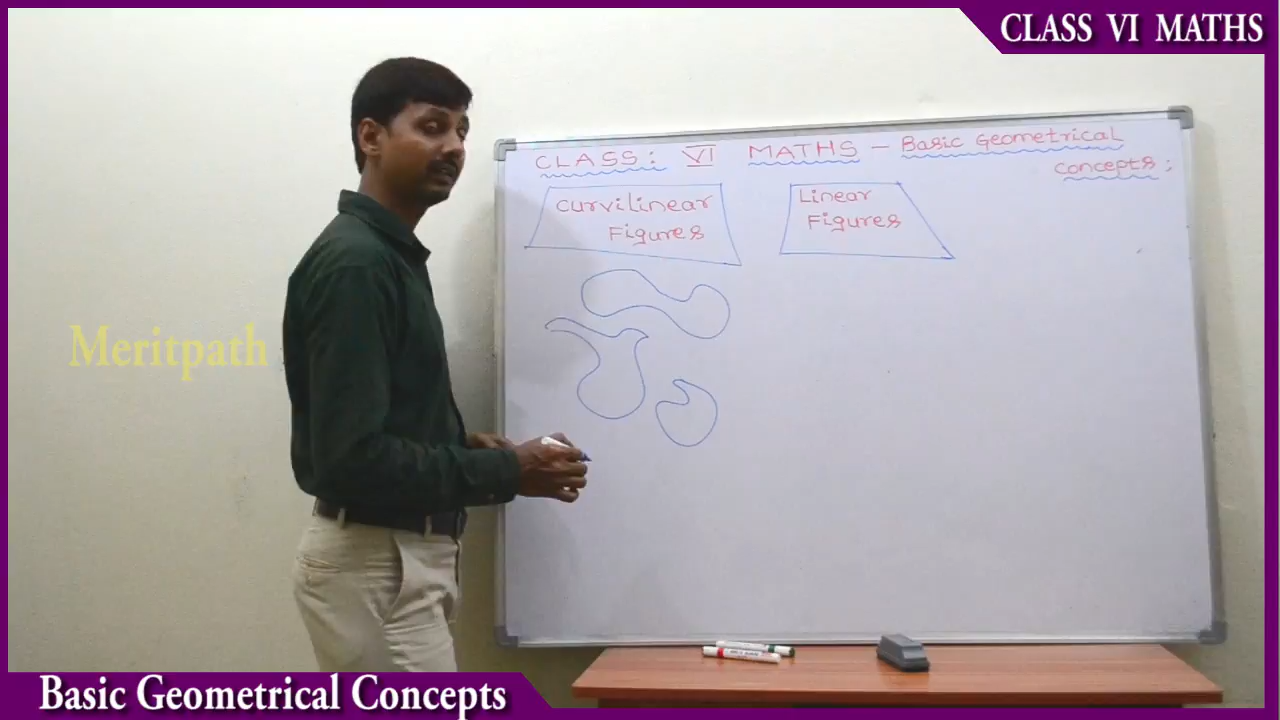 CLASS VI MATHS
CLASS: VI MATHS - Basic Geometrical
Concepts;
Curvilinear
Figures
Linear
Figures
Meritpath
Basic Geometrical Concepts